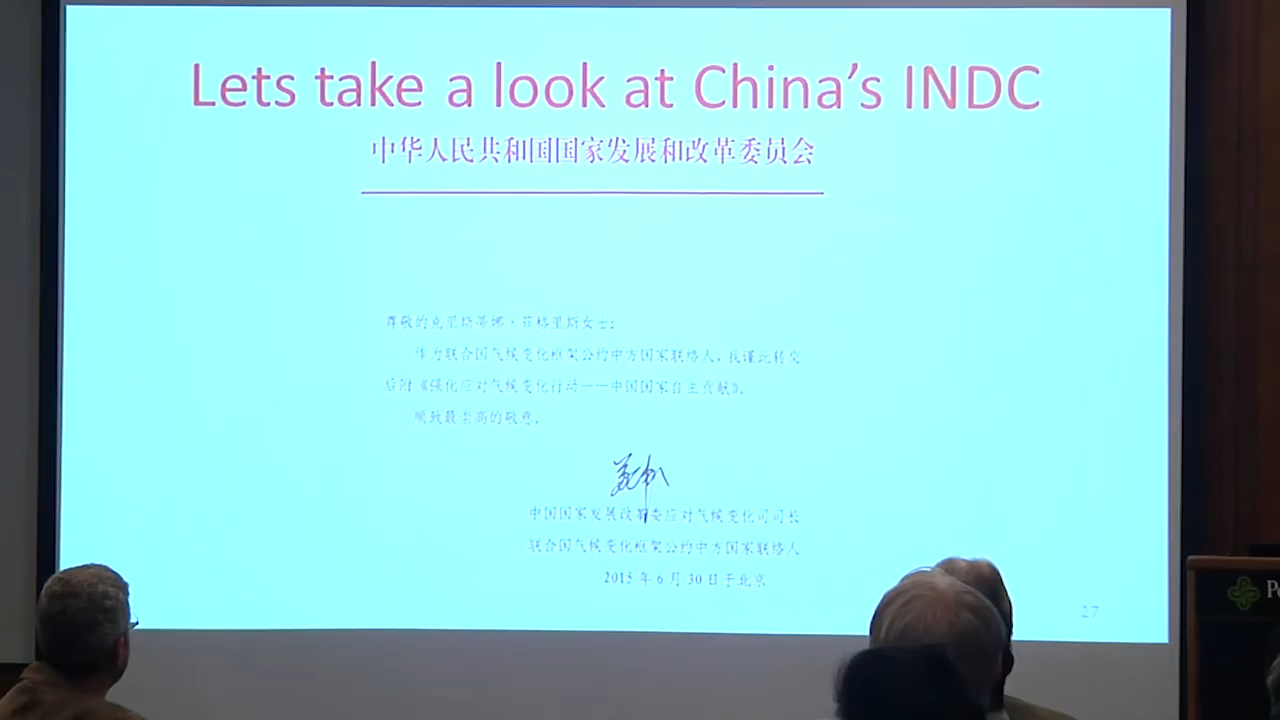 Lets take a look at China's INDC
中华人民共和国国家发展和改革委员会
尊敬的克里斯蒂娜·菲格里斯女士:
作为联合国气候变化框架公约中方国家联络人，我谨此转交
后附《强化应对气候变化行动——中国国家自主贡献》。
顺致最崇高的敬意。
中国国家发展改革委应对气候变化司司长
联合国气候变化框架公约中方国家联络人
2015 年 6 月 30 日于北京
27